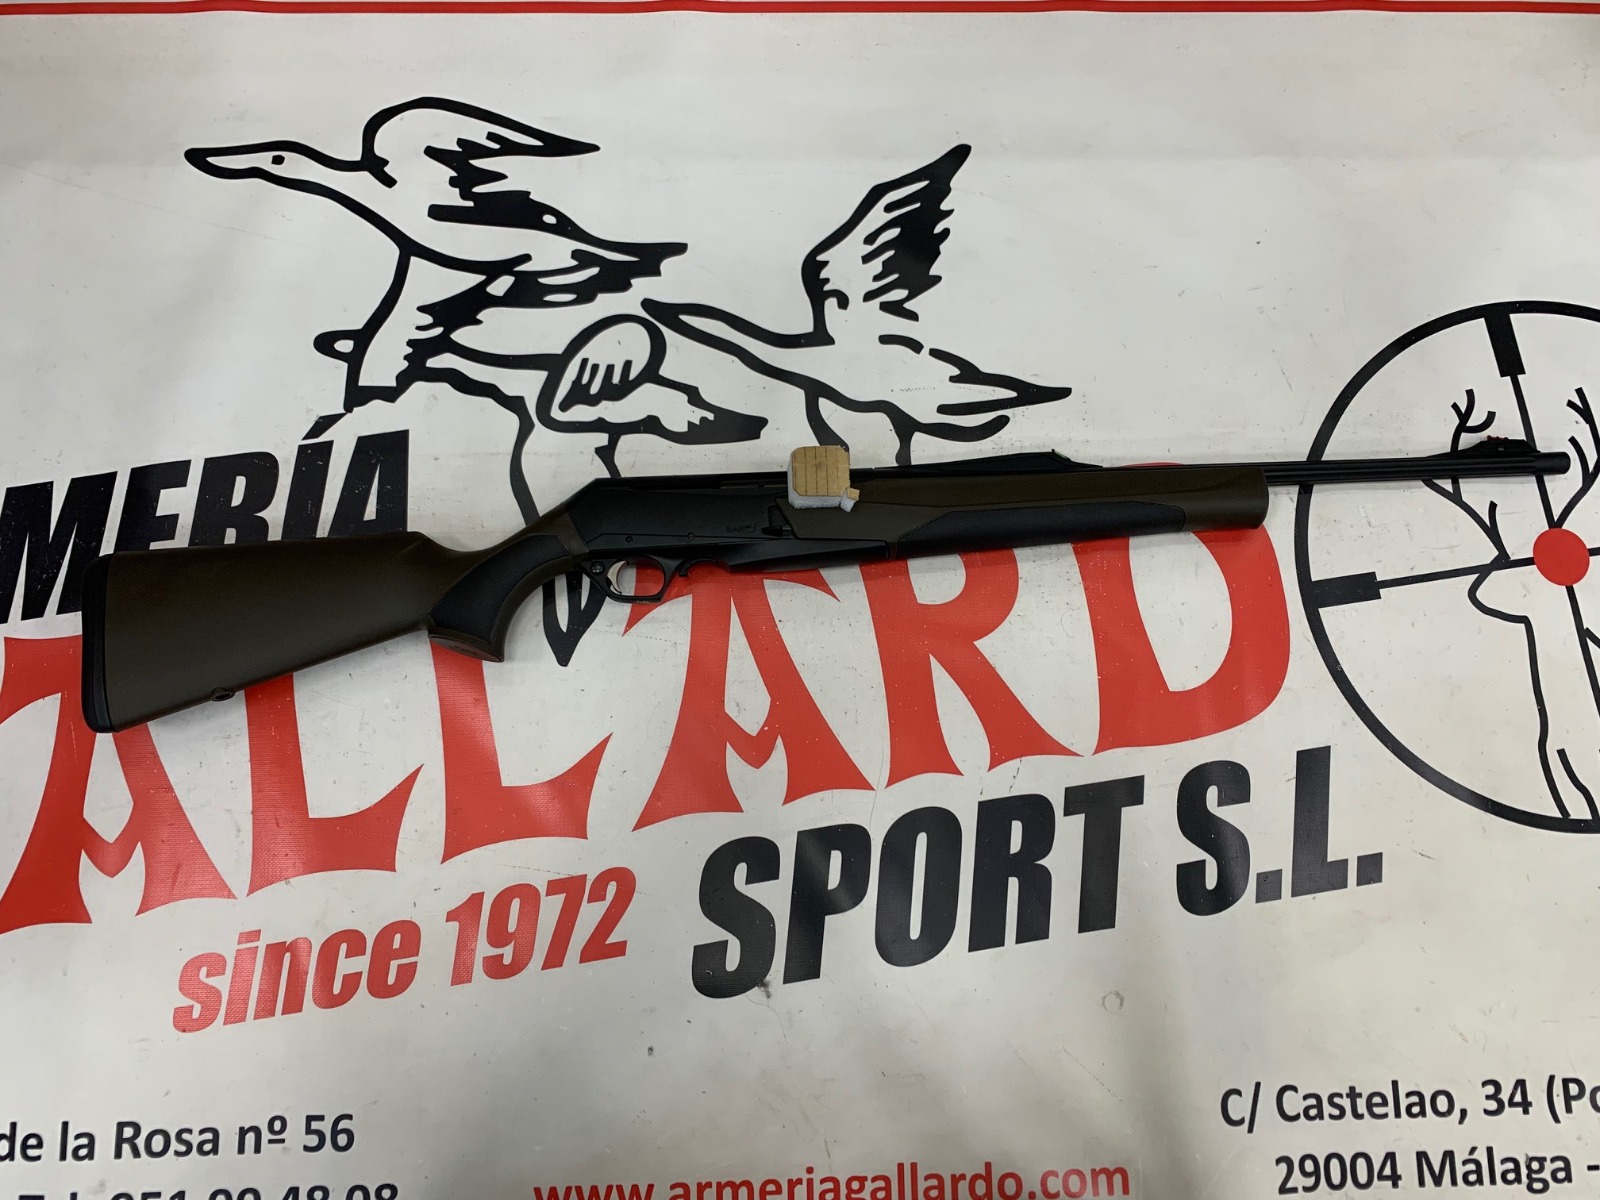 MERÍA
ALLARD
SPORT S.L.
since 1972
de la Rosa nº 56
C/ Castelao, 34 (Po
29004 Málaga -
www.armeriagallardo.com